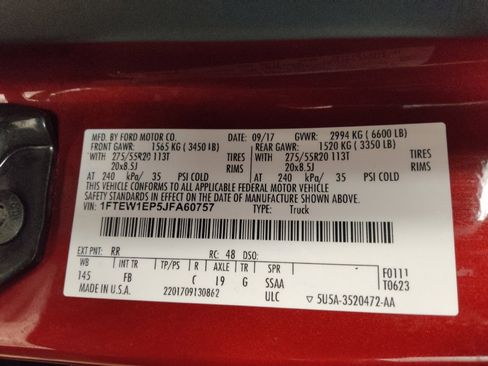 MFD. BY FORD MOTOR CO. DATE: 09/17 GVWR: 2994 KG ( 6600 LB)
FRONT GAWR: 1565 KG ( 3450 LB) REAR GAWR: 1520 KG ( 3350 LB)
WITH 275/55R20 113T TIRES WITH 275/55R20 113T TIRES
20x8.5J RIMS 20x8.5J RIMS
AT 240 kPa/ 35 PSI COLD AT 240 kPa/ 35 PSI COLD
THIS VEHICLE CONFORMS TO ALL APPLICABLE FEDERAL MOTOR VEHICLE
SAFETY STANDARDS IN EFFECT ON THE DATE OF MANUFACTURE SHOWN ABOVE.
VIN: 1FTEW1EP5JFA60757 TYPE: Truck
EXT PNT: RR RC: 48 DSO: F0111
WB INT TR TP/PS R AXLE TR SPR T0623
145 FB C 19 G SSAA
MADE IN U.S.A. 2201709130862 ULC ▽ 5U5A-3520472-AA